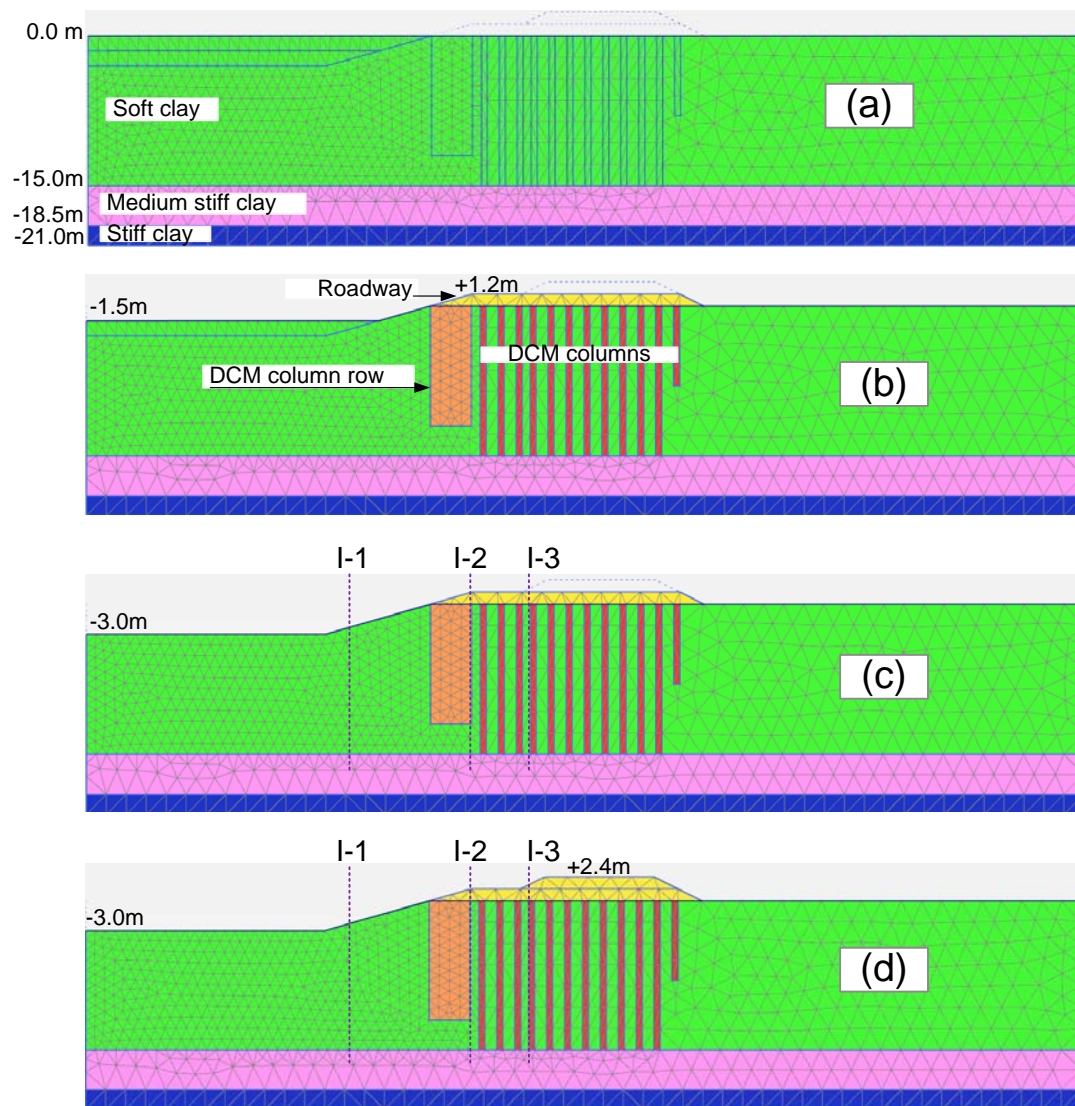 0.0 m
(a)
Soft clay
-15.0m
Medium stiff clay
-18.5m
Stiff clay
-21.0m
Roadway
+1.2m
-1.5m
DCM columns
(b)
DCM column row
I-1
I-2
I-3
-3.0m
(c)
I-1
I-2
I-3
+2.4m
-3.0m
(d)